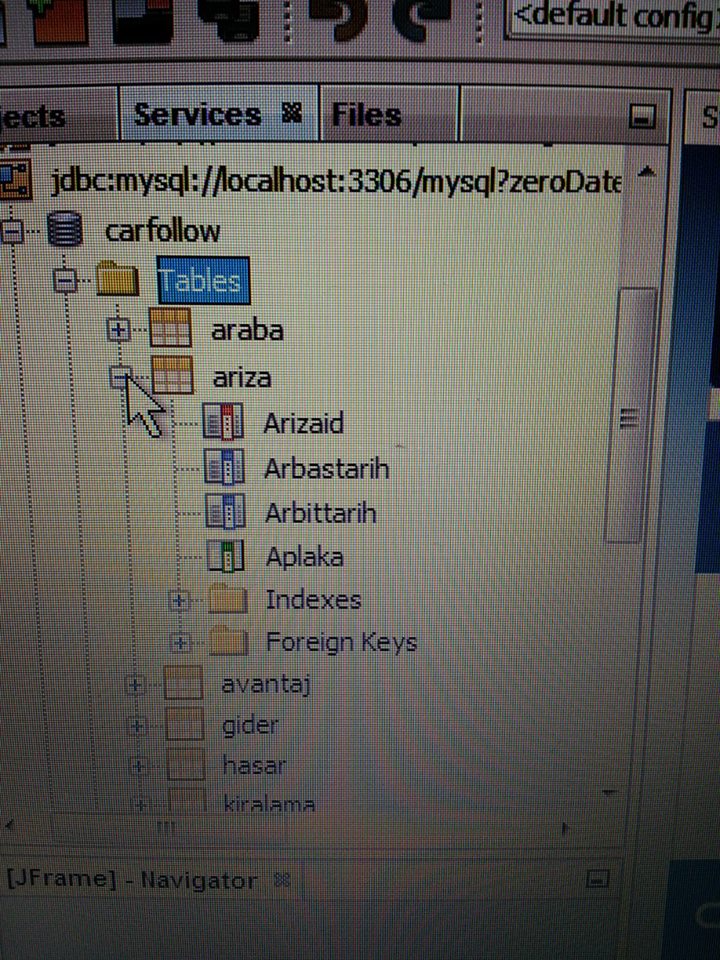 <default config
jects Services Files
jdbc:mysql://localhost:3306/mysql?zeroDate
carfollow
Tables
araba
ariza
Arizaid
Arbastarih
Arbittarih
Aplaka
Indexes
Foreign Keys
avantaj
gider
hasar
kiralama
[JFrame] - Navigator